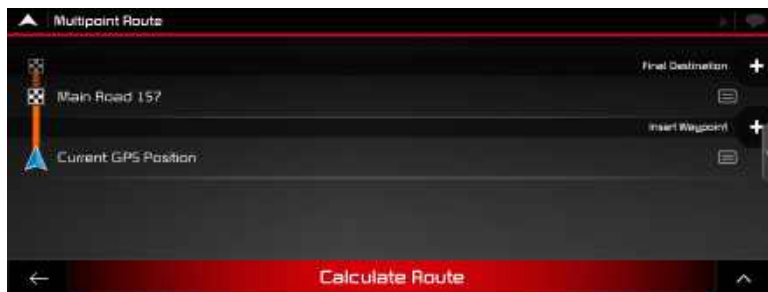 Multipoint Route
Final Destination
Main Road 157
Insert Waypoint
Current GPS Position
Calculate Route